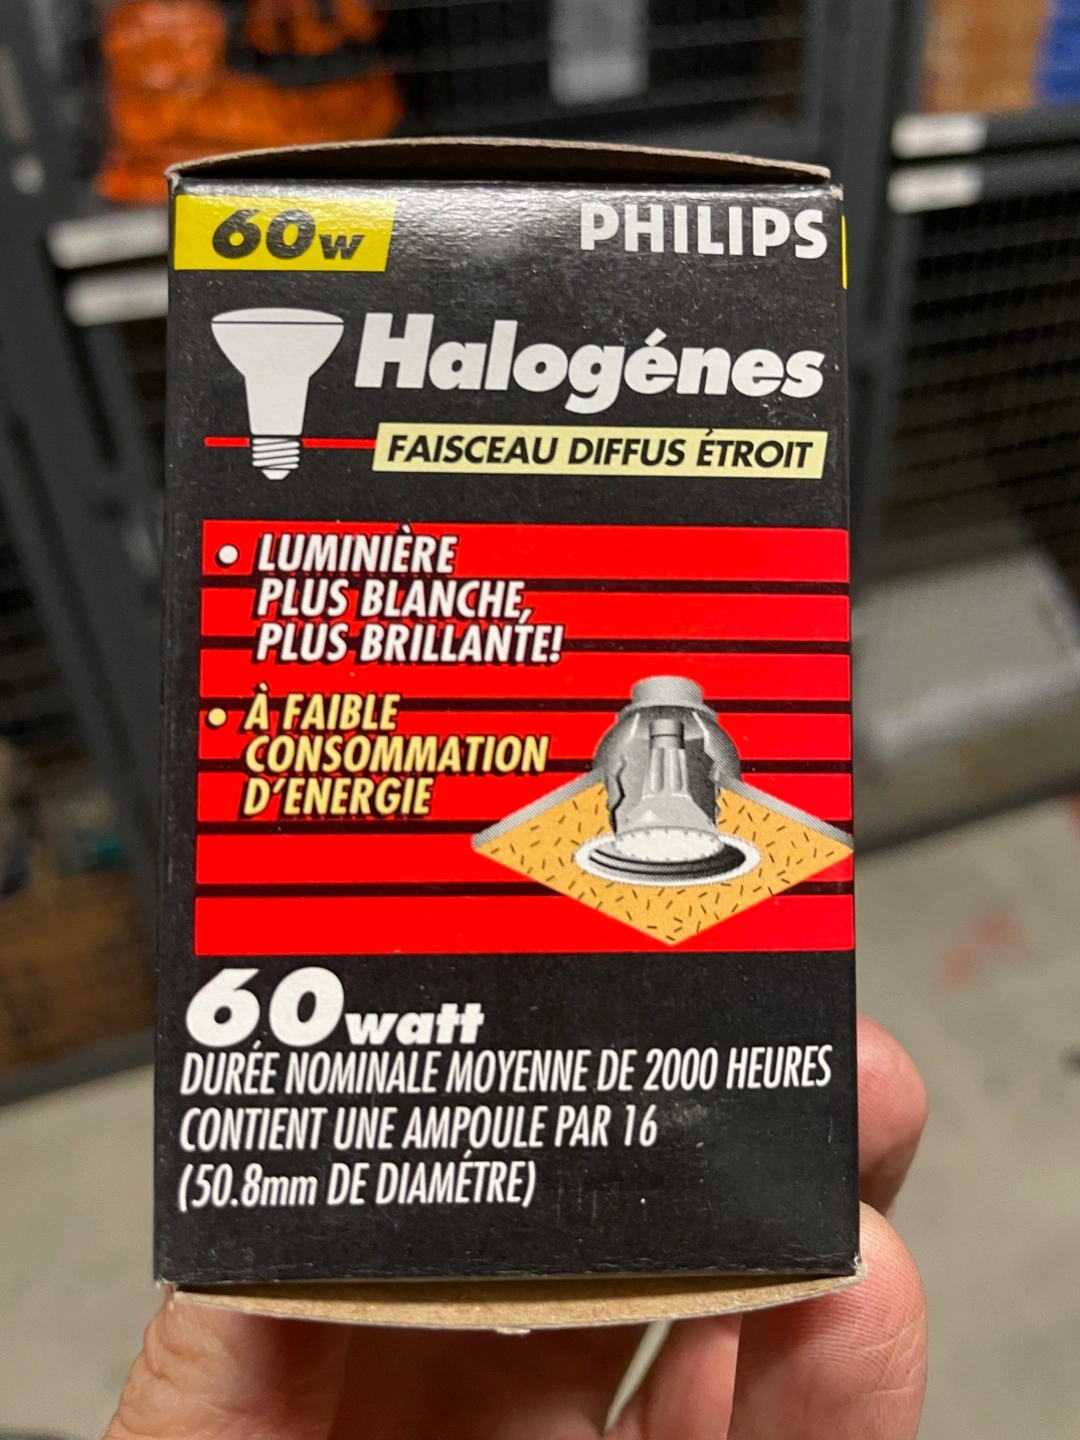 60w
PHILIPS
Halogénes
FAISCEAU DIFFUS ÉTROIT
• LUMINIÈRE
PLUS BLANCHE,
PLUS BRILLANTE!
• À FAIBLE
CONSOMMATION
D'ENERGIE
60watt
DURÉE NOMINALE MOYENNE DE 2000 HEURES
CONTIENT UNE AMPOULE PAR 16
(50.8mm DE DIAMÉTRE)